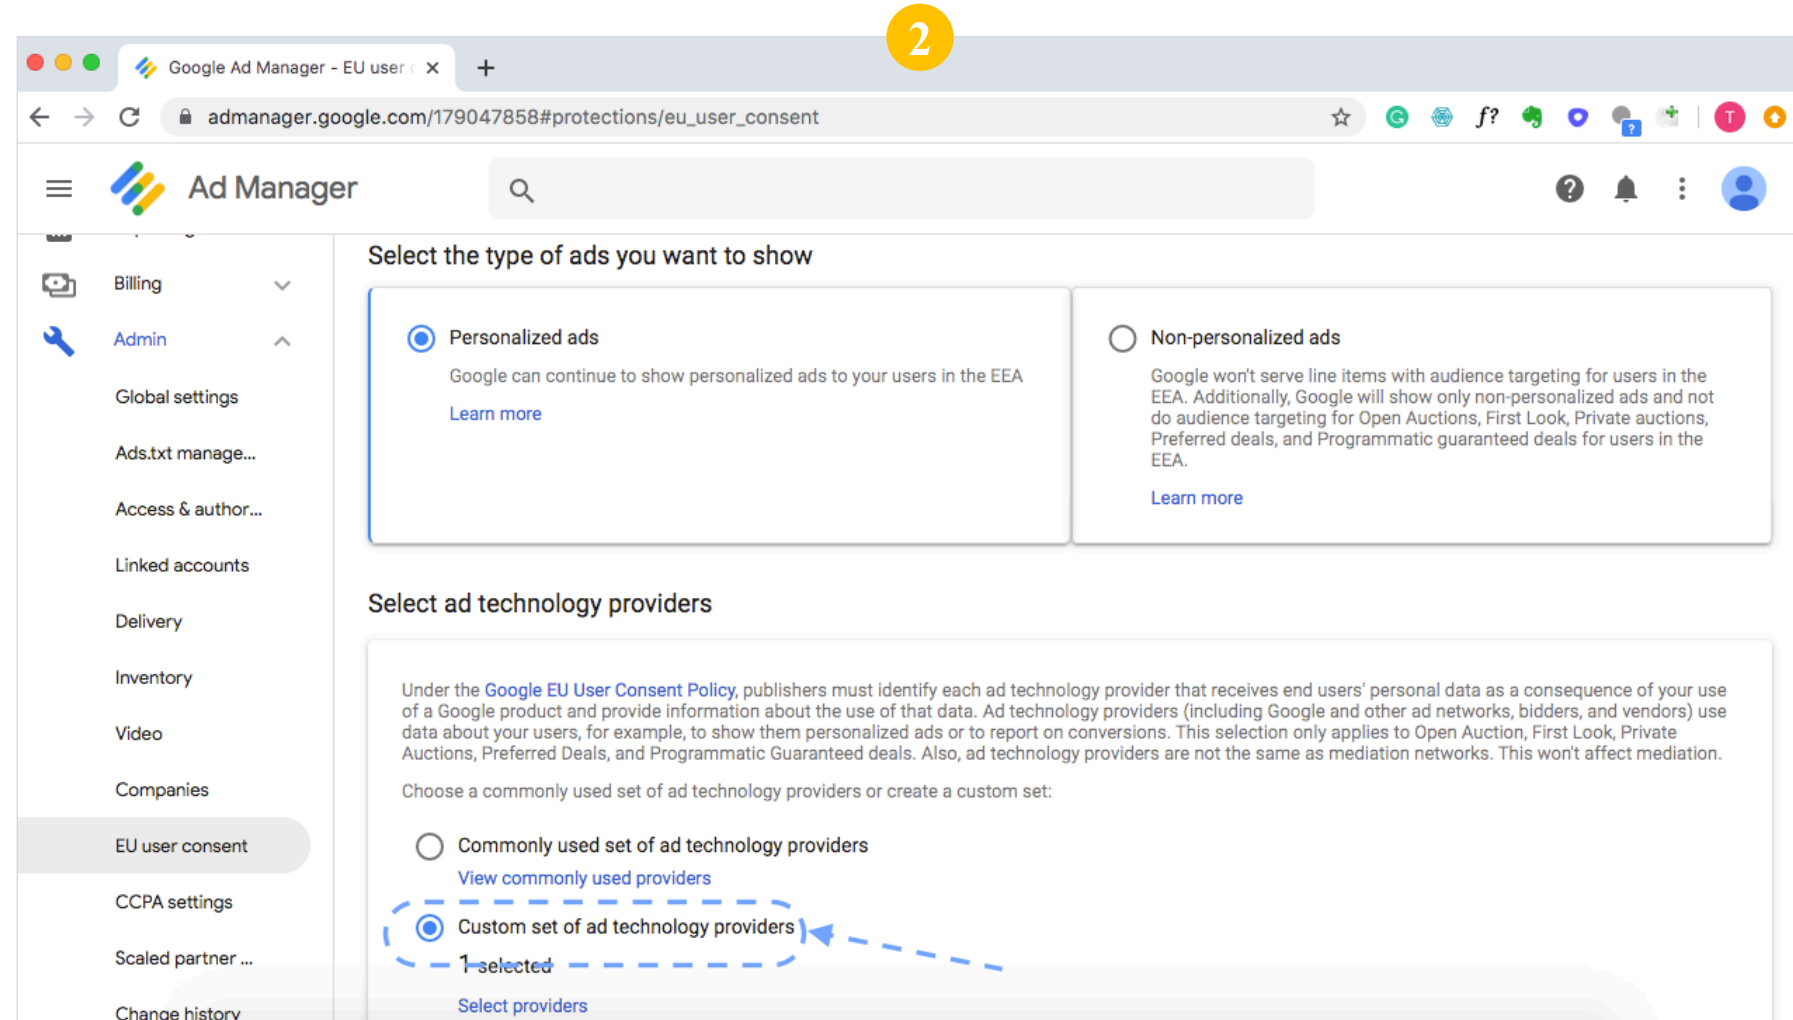 2
Google Ad Manager - EU user
admanager.google.com/179047858#protections/eu_user_consent
f?
?
T
Ad Manager
Select the type of ads you want to show
Billing
Admin
Global settings
Ads.txt manage...
Access & author...
Linked accounts
Delivery
Inventory
Video
Companies
EU user consent
CCPA settings
Scaled partner ...
Change history
Personalized ads
Google can continue to show personalized ads to your users in the EEA
Learn more
Non-personalized ads
Google won't serve line items with audience targeting for users in the
EEA. Additionally, Google will show only non-personalized ads and not
do audience targeting for Open Auctions, First Look, Private auctions,
Preferred deals, and Programmatic guaranteed deals for users in the
EEA.
Learn more
Select ad technology providers
Under the Google EU User Consent Policy, publishers must identify each ad technology provider that receives end users' personal data as a consequence of your use
of a Google product and provide information about the use of that data. Ad technology providers (including Google and other ad networks, bidders, and vendors) use
data about your users, for example, to show them personalized ads or to report on conversions. This selection only applies to Open Auction, First Look, Private
Auctions, Preferred Deals, and Programmatic Guaranteed deals. Also, ad technology providers are not the same as mediation networks. This won't affect mediation.
Choose a commonly used set of ad technology providers or create a custom set:
Commonly used set of ad technology providers
View commonly used providers
Custom set of ad technology providers
1 selected
Select providers